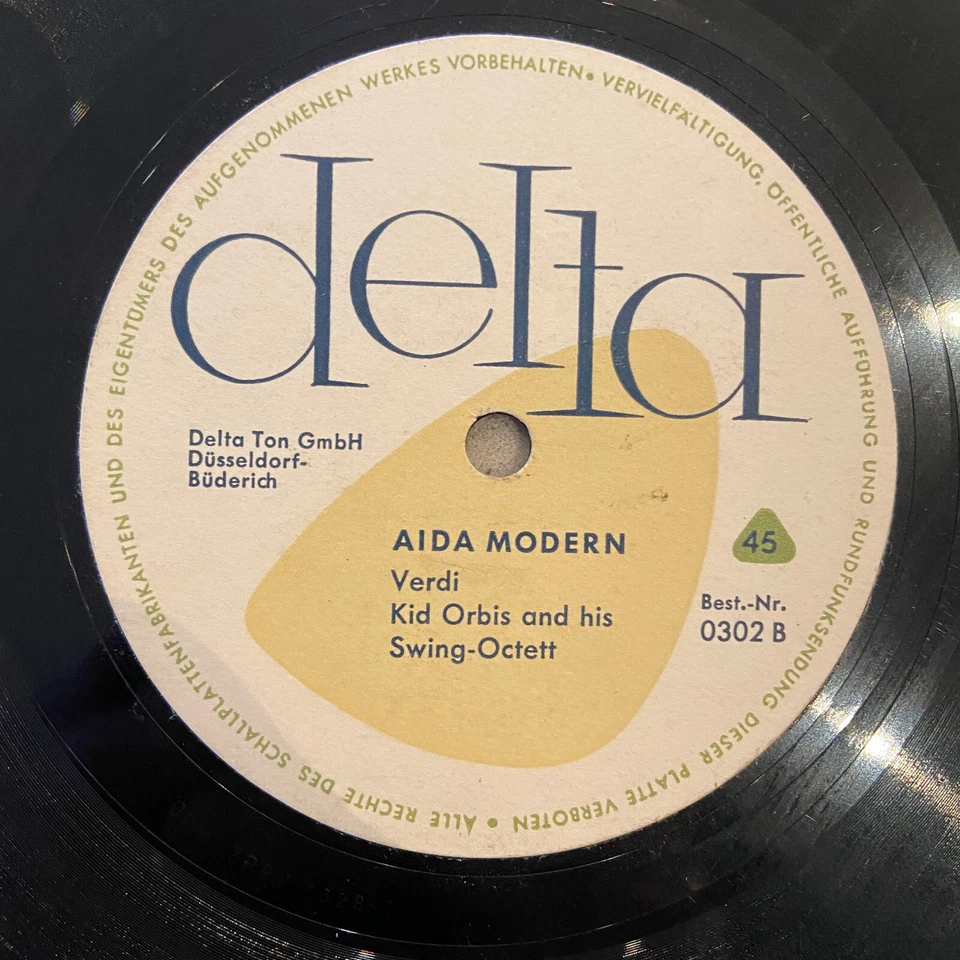 delta
Delta Ton GmbH
Düsseldorf-
Büderich
AIDA MODERN
Verdi
Kid Orbis and his
Swing-Octett
45
Best.-Nr.
0302 B
ALLE RECHTE DES SCHALLPLATTENFABRIKANTEN UND DES EIGENTÜMERS DES AUFGENOMMENEN WERKES VORBEHALTEN • VERVIELFÄLTIGUNG, ÖFFENTLICHE AUFFÜHRUNG UND RUNDFUNKSENDUNG DIESER PLATTE VERBOTEN •